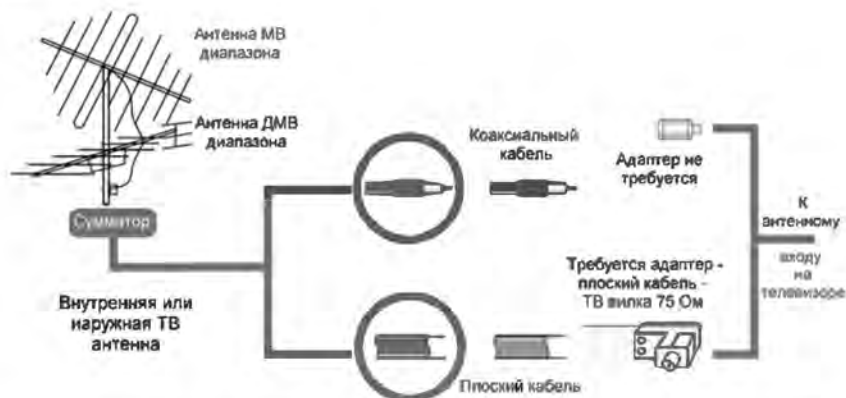 Антенна МВ
диапазона
Антенна ДМВ
диапазона
Сумматор
Внутренняя или
наружная ТВ
антенна
Коаксиальный
кабель
Адаптер не
требуется
К
антенному
входу
на
телевизоре
Требуется адаптер -
плоский кабель -
ТВ вилка 75 Ом
Плоский кабель